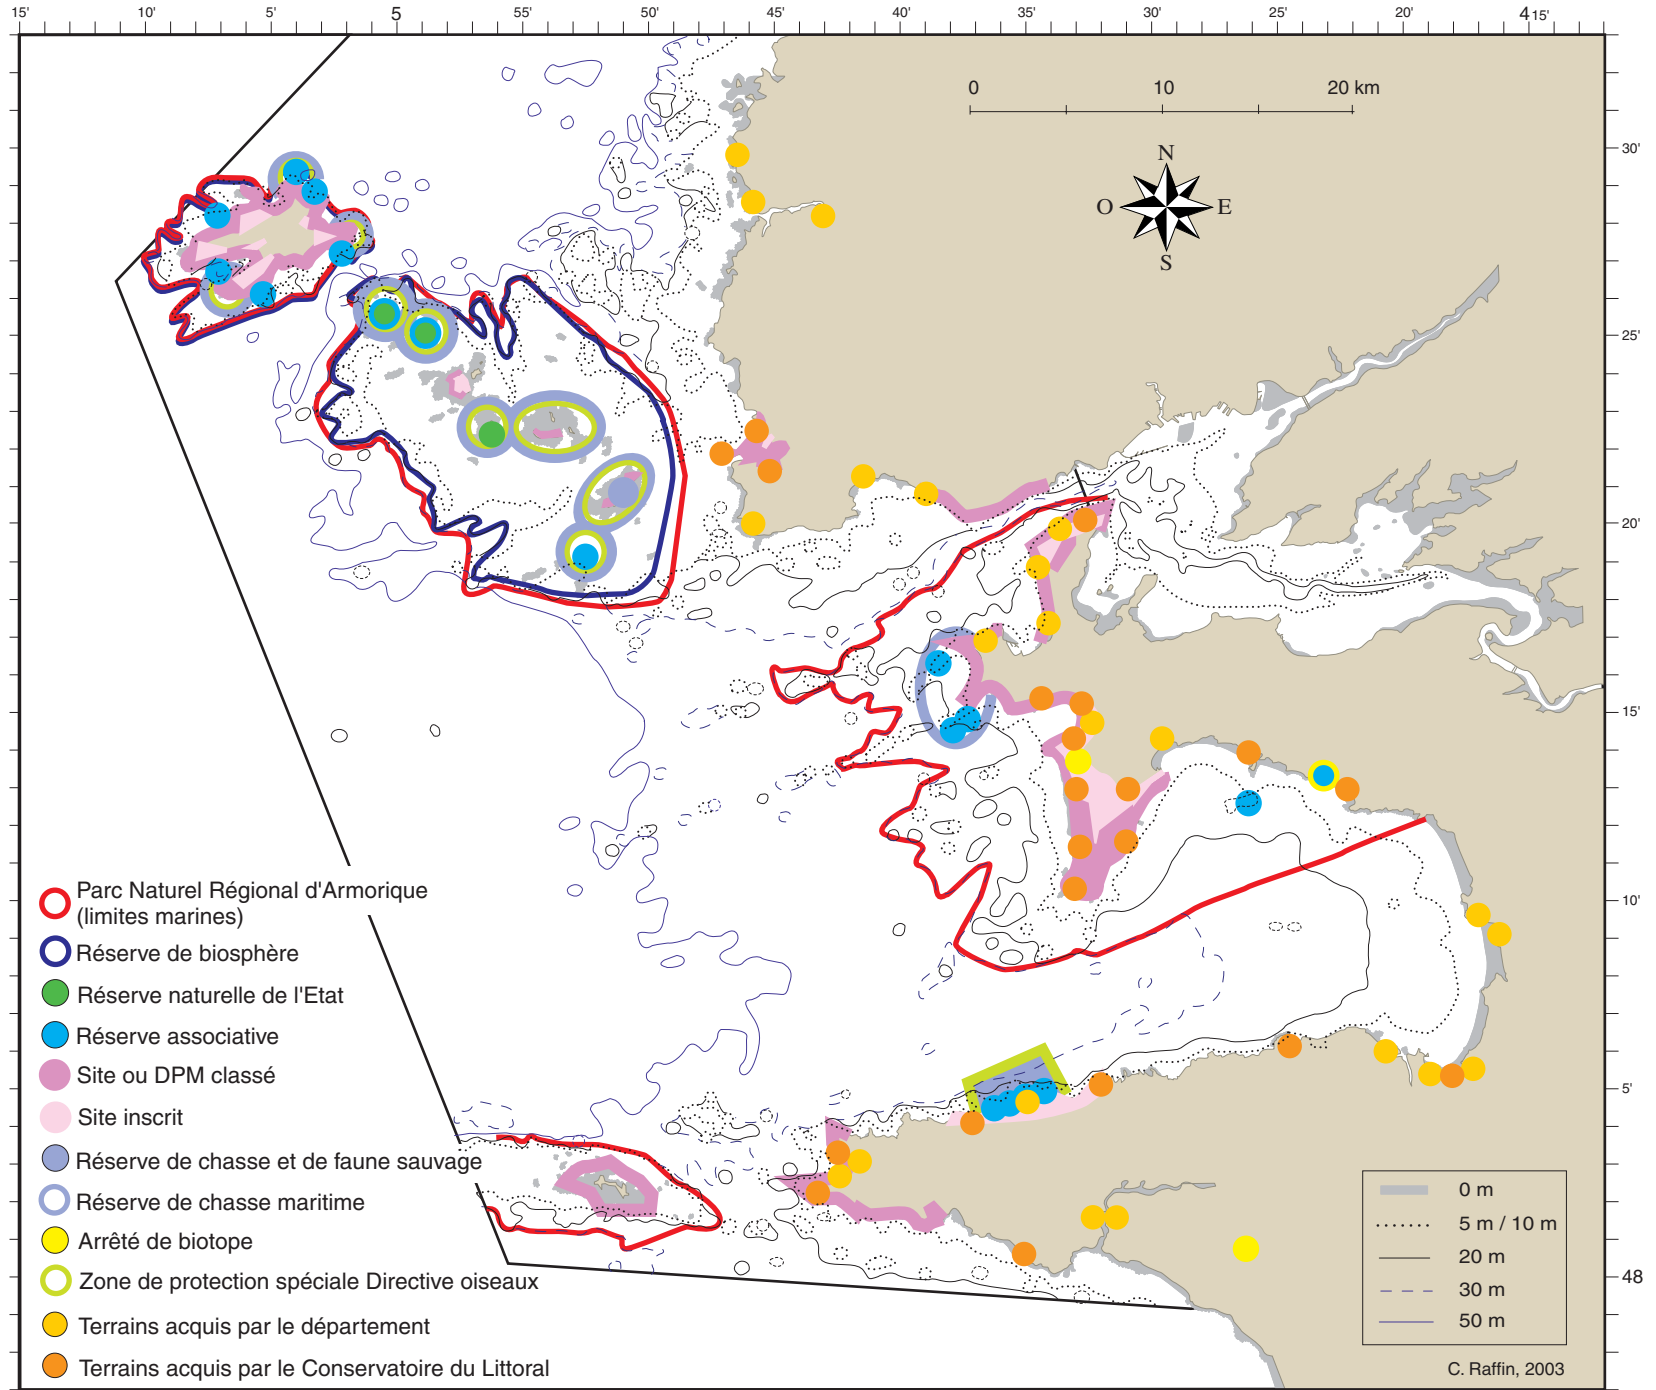 15' 10' 5' 5 55' 50' 45' 40' 35' 30' 25' 20' 4 15'
0 10 20 km
N
O E
S
30'
25'
20'
15'
10'
5'
48
Parc Naturel Régional d'Armorique
(limites marines)
Réserve de biosphère
Réserve naturelle de l'Etat
Réserve associative
Site ou DPM classé
Site inscrit
Réserve de chasse et de faune sauvage
Réserve de chasse maritime
Arrêté de biotope
Zone de protection spéciale Directive oiseaux
Terrains acquis par le département
Terrains acquis par le Conservatoire du Littoral
0 m
5 m / 10 m
20 m
30 m
50 m
C. Raffin, 2003